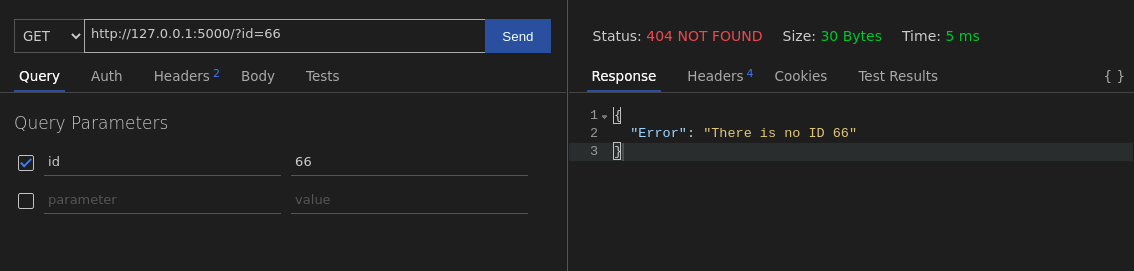 GET http://127.0.0.1:5000/?id=66 Send
Query Auth Headers 2 Body Tests
Query Parameters
id 66
parameter value
Status: 404 NOT FOUND Size: 30 Bytes Time: 5 ms
Response Headers 4 Cookies Test Results { }
1 {
2 "Error": "There is no ID 66"
3 }